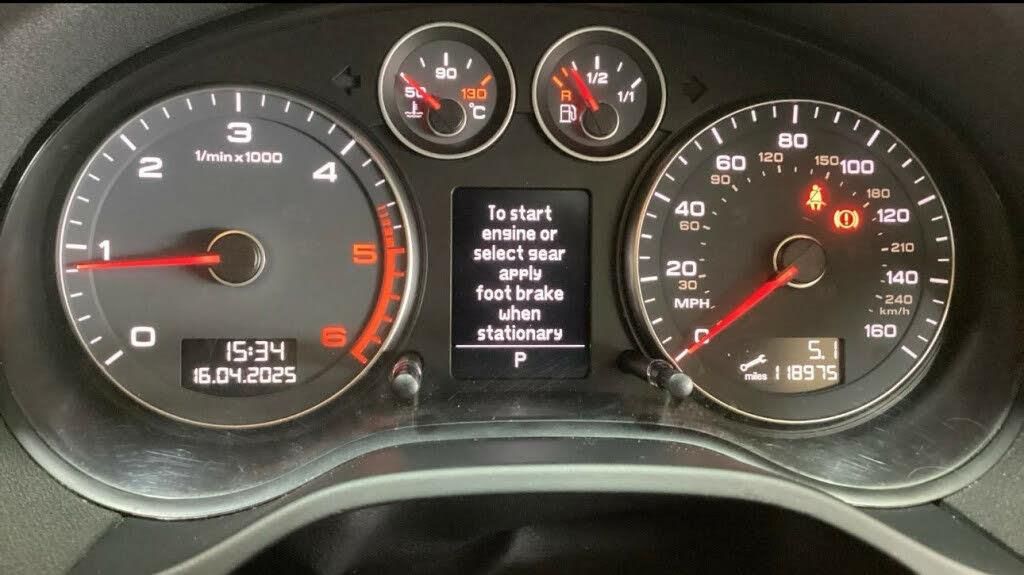 50
90
130
°C
R
1/2
1/1
0
1
2
3
4
5
6
1/min x 1000
15:34
16.04.2025
To start
engine or
select gear
apply
foot brake
when
stationary
P
0
20
40
60
80
100
120
140
160
MPH
30
60
90
120
150
180
210
240
km/h
5.1
miles 118975